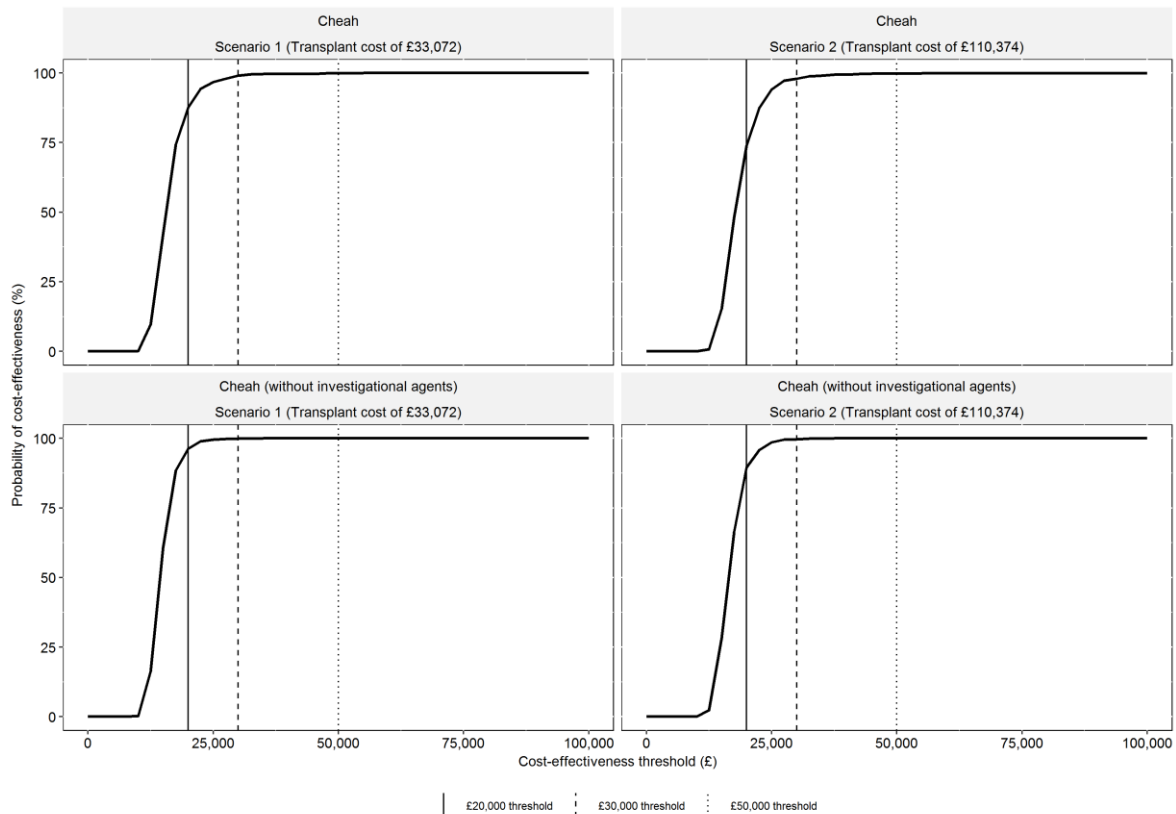 Cheah
Scenario 1 (Transplant cost of £33,072)
Cheah
Scenario 2 (Transplant cost of £110,374)
100
75
50
25
0
Cheah (without investigational agents)
Scenario 1 (Transplant cost of £33,072)
Cheah (without investigational agents)
Scenario 2 (Transplant cost of £110,374)
100
75
50
25
0
Probability of cost-effectiveness (%)
0 25,000 50,000 75,000 100,000
0 25,000 50,000 75,000 100,000
Cost-effectiveness threshold (£)
£20,000 threshold £30,000 threshold £50,000 threshold